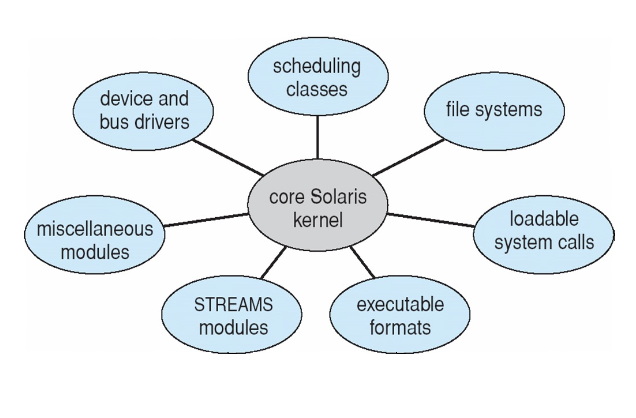 scheduling
classes
device and
bus drivers
file systems
core Solaris
kernel
miscellaneous
modules
loadable
system calls
STREAMS
modules
executable
formats